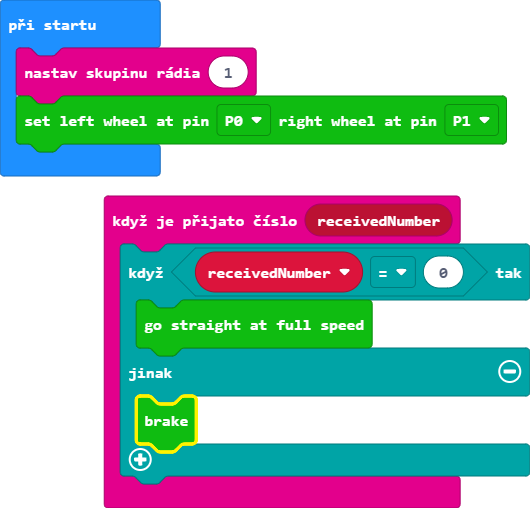 při startu
nastav skupinu rádia 1
set left wheel at pin P0 right wheel at pin P1
když je přijato číslo receivedNumber
když receivedNumber = 0 tak
go straight at full speed
jinak
brake